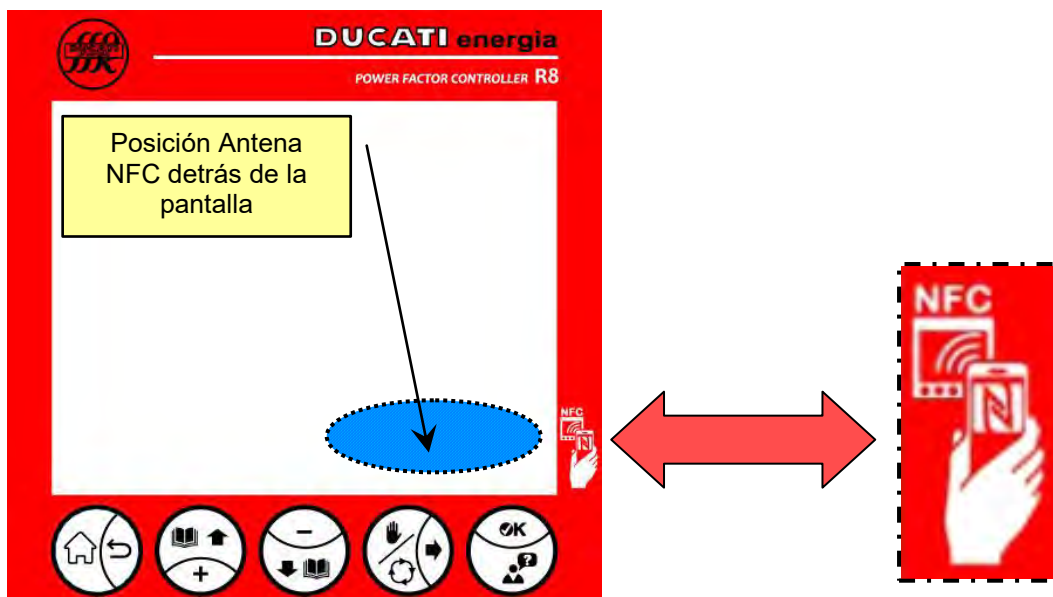 DUCATI energia
POWER FACTOR CONTROLLER R8
Posición Antena
NFC detrás de la
pantalla
NFC
NFC
N
N
+
−
OK
?